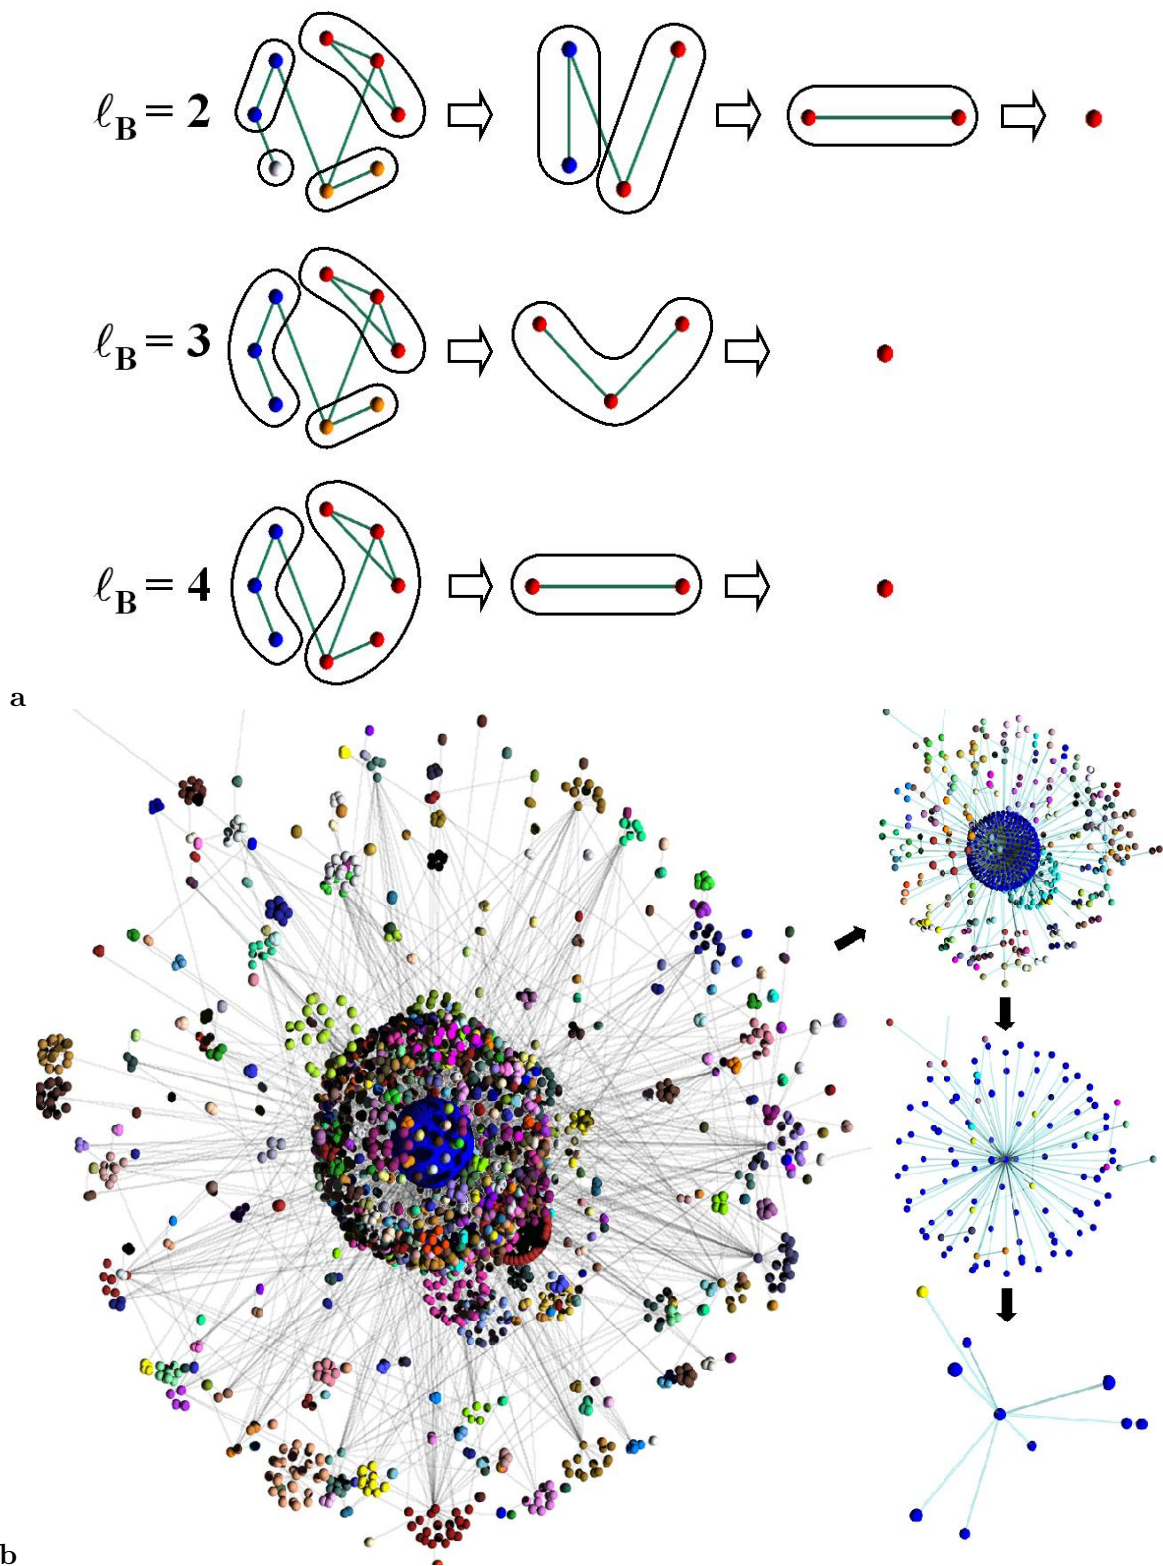 ℓB = 2
ℓB = 3
ℓB = 4
a
b